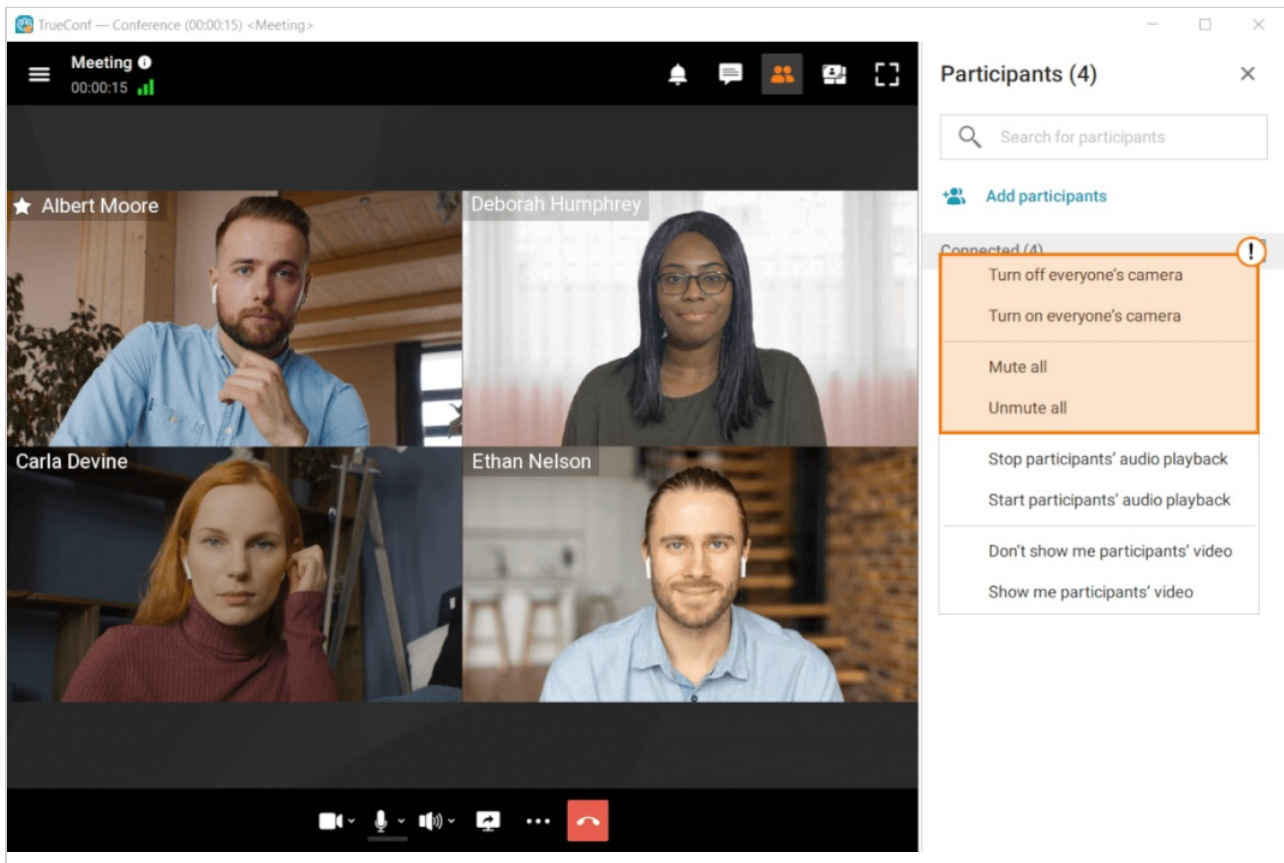 TrueConf — Conference (00:00:15) <Meeting>
Meeting
00:00:15
Albert Moore
Deborah Humphrey
Carla Devine
Ethan Nelson
Participants (4)
Search for participants
Add participants
Connected (4)
!
Turn off everyone's camera
Turn on everyone's camera
Mute all
Unmute all
Stop participants' audio playback
Start participants' audio playback
Don't show me participants' video
Show me participants' video